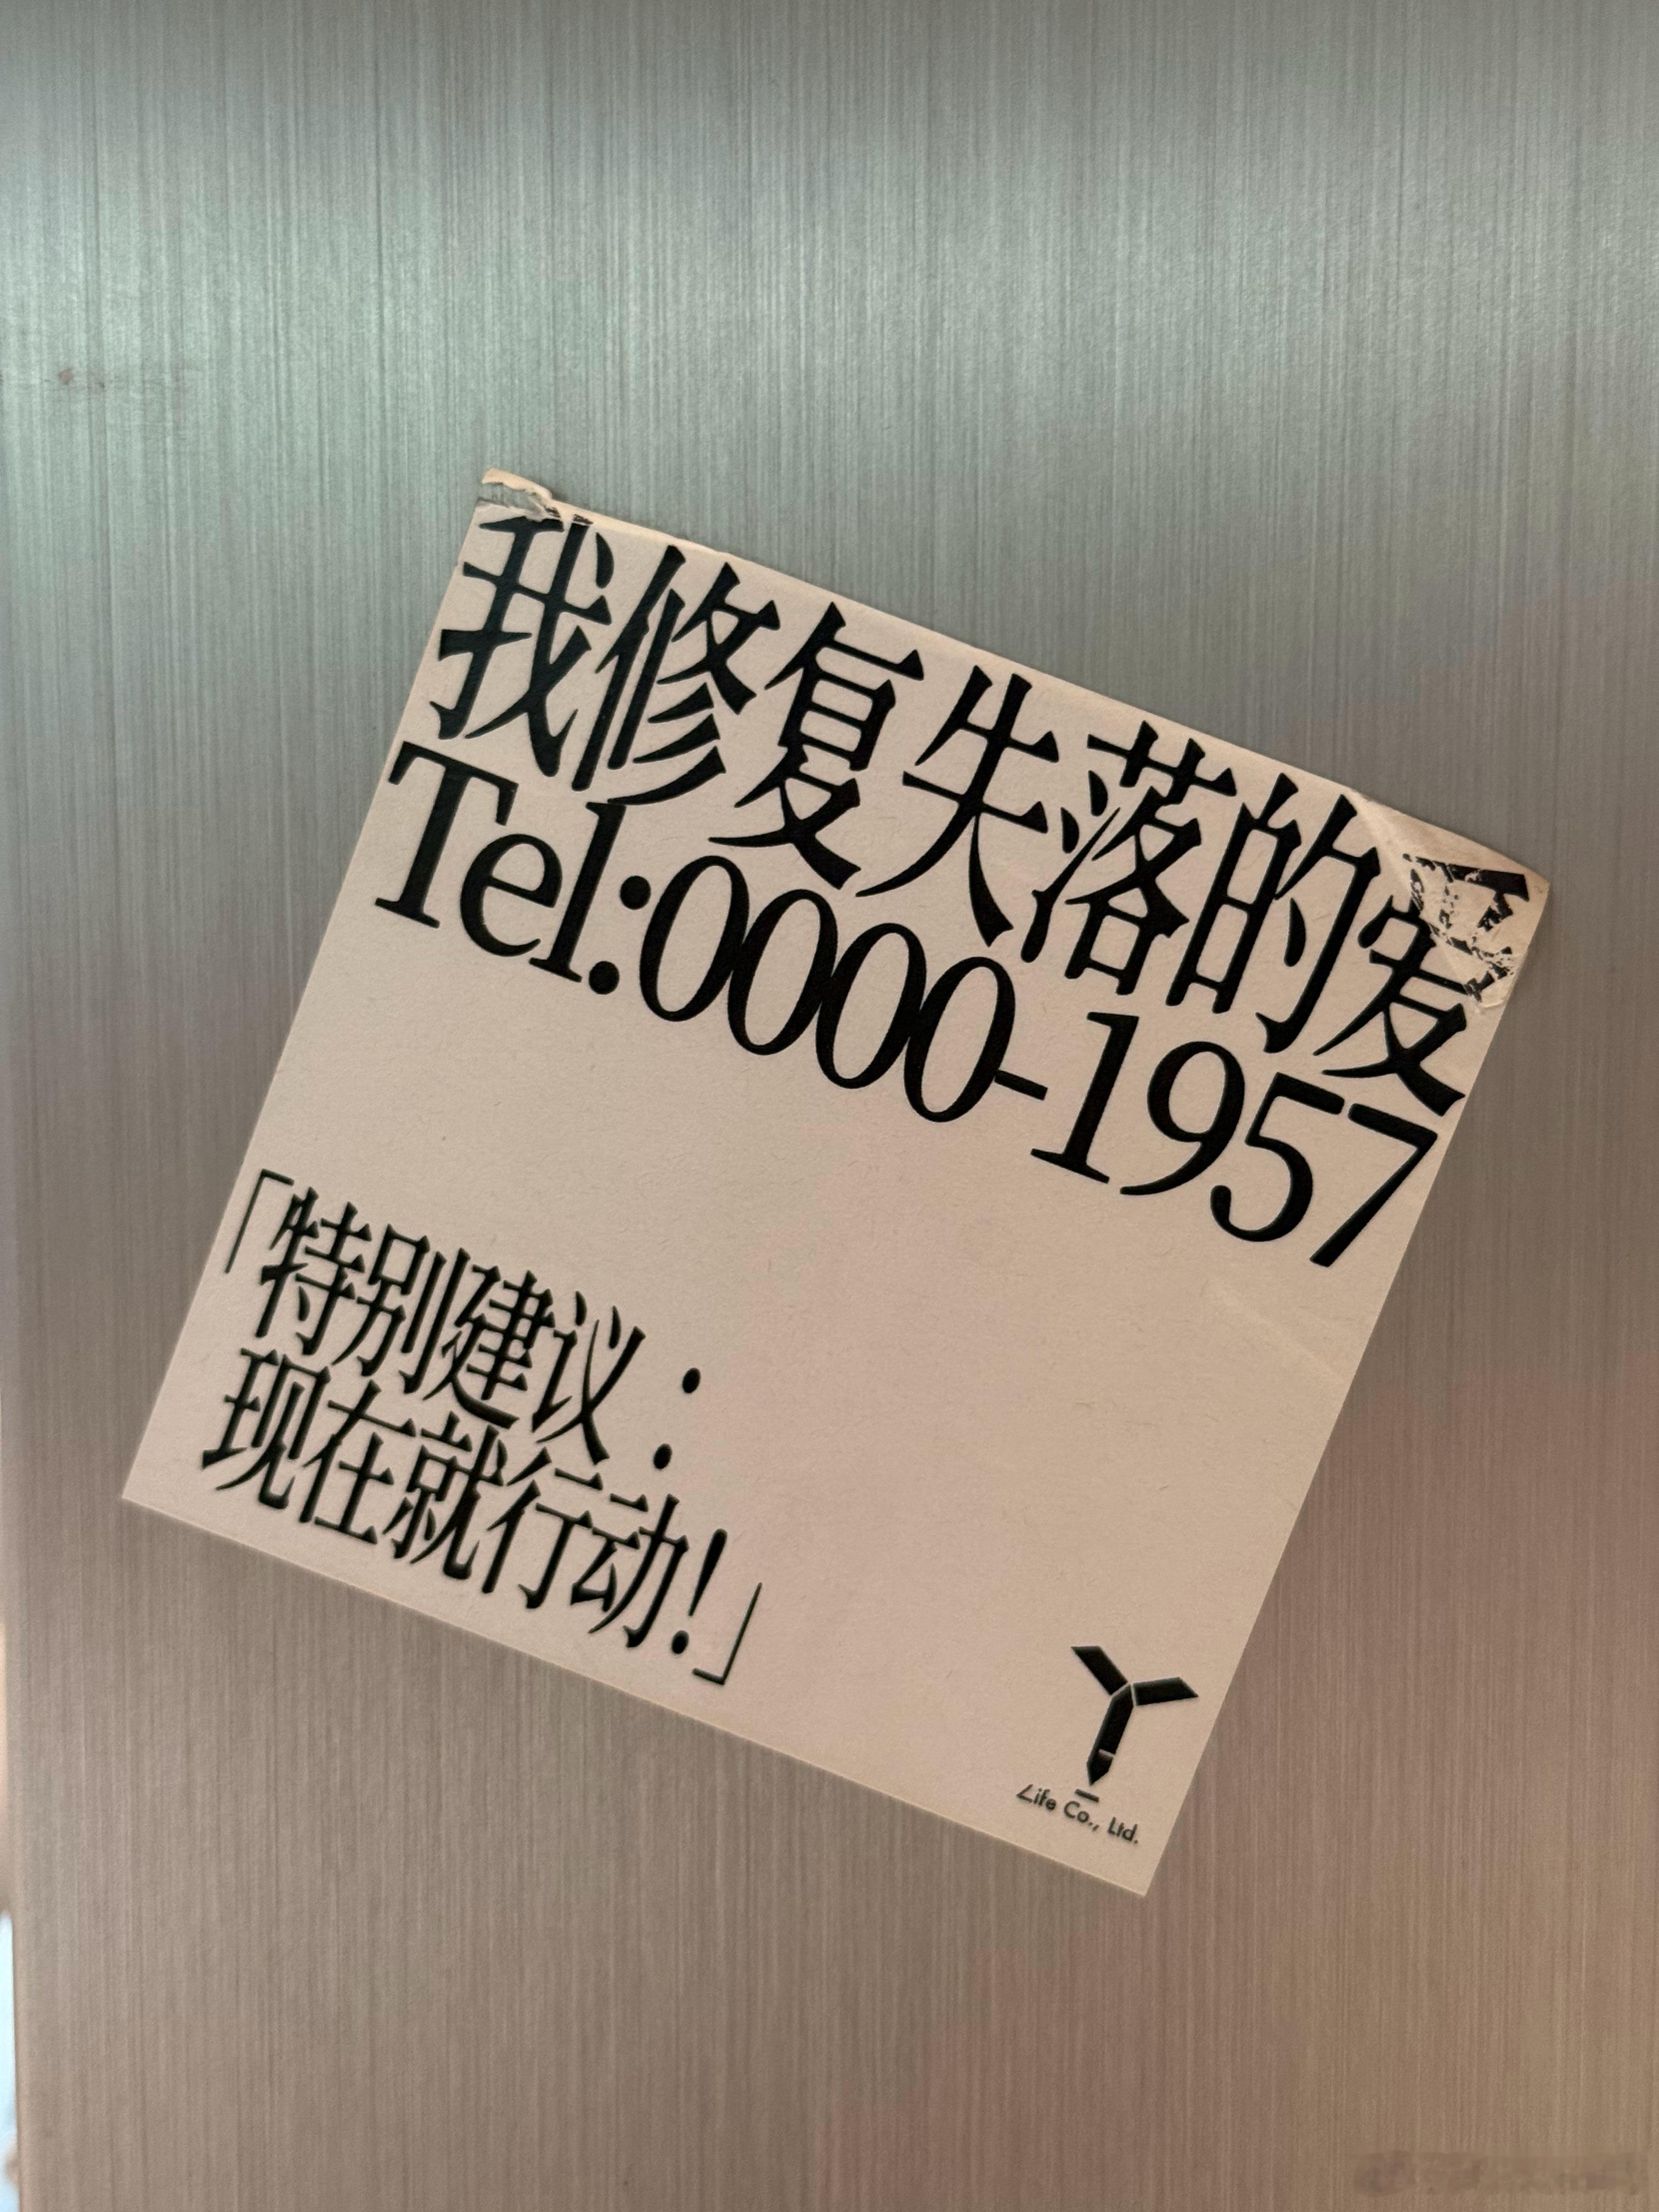 我修复失落的爱
Tel:0000-1957
「特别建议：
现在就行动!」
Life Co., Ltd.